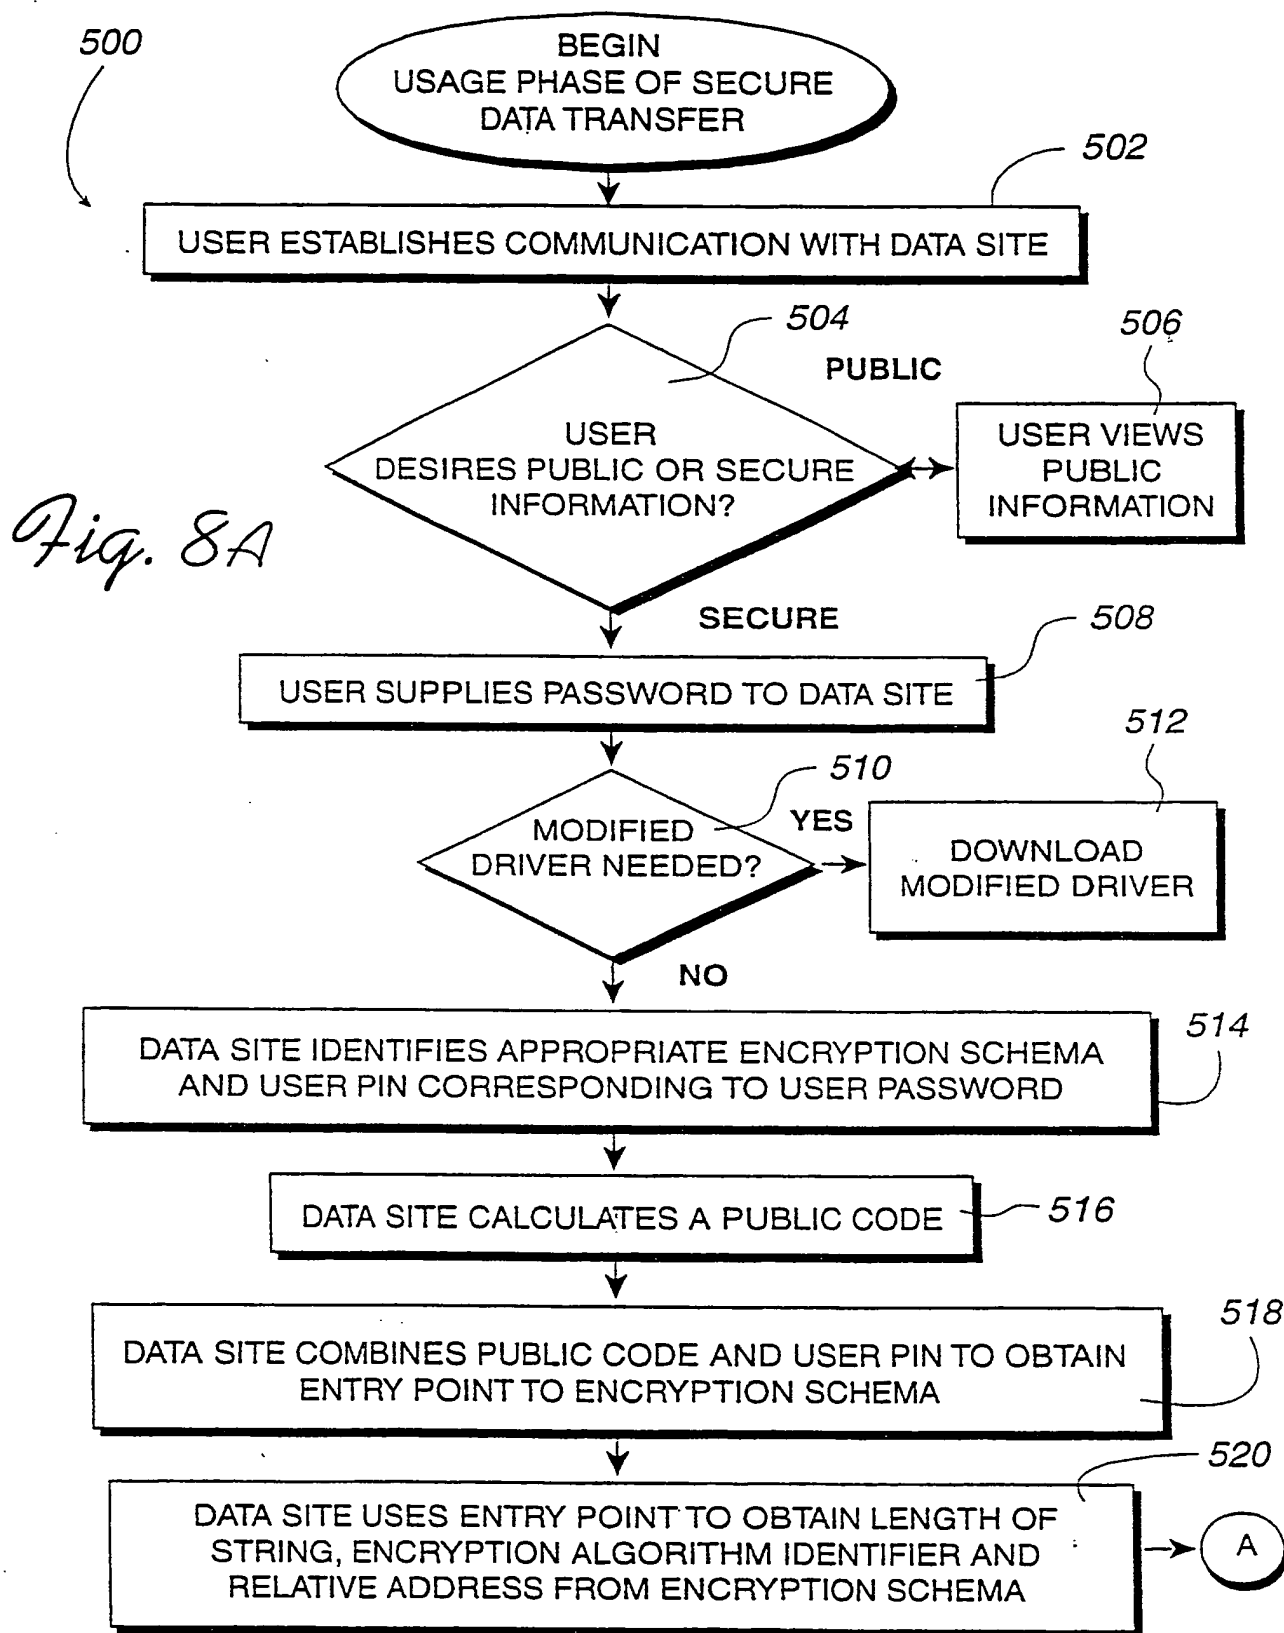 500
BEGIN
USAGE PHASE OF SECURE
DATA TRANSFER
502
USER ESTABLISHES COMMUNICATION WITH DATA SITE
504
PUBLIC
506
USER
DESIRES PUBLIC OR SECURE
INFORMATION?
USER VIEWS
PUBLIC
INFORMATION
Fig. 8A
SECURE
508
USER SUPPLIES PASSWORD TO DATA SITE
510
512
MODIFIED
DRIVER NEEDED?
YES
DOWNLOAD
MODIFIED DRIVER
NO
514
DATA SITE IDENTIFIES APPROPRIATE ENCRYPTION SCHEMA
AND USER PIN CORRESPONDING TO USER PASSWORD
DATA SITE CALCULATES A PUBLIC CODE
516
518
DATA SITE COMBINES PUBLIC CODE AND USER PIN TO OBTAIN
ENTRY POINT TO ENCRYPTION SCHEMA
520
DATA SITE USES ENTRY POINT TO OBTAIN LENGTH OF
STRING, ENCRYPTION ALGORITHM IDENTIFIER AND
RELATIVE ADDRESS FROM ENCRYPTION SCHEMA
A